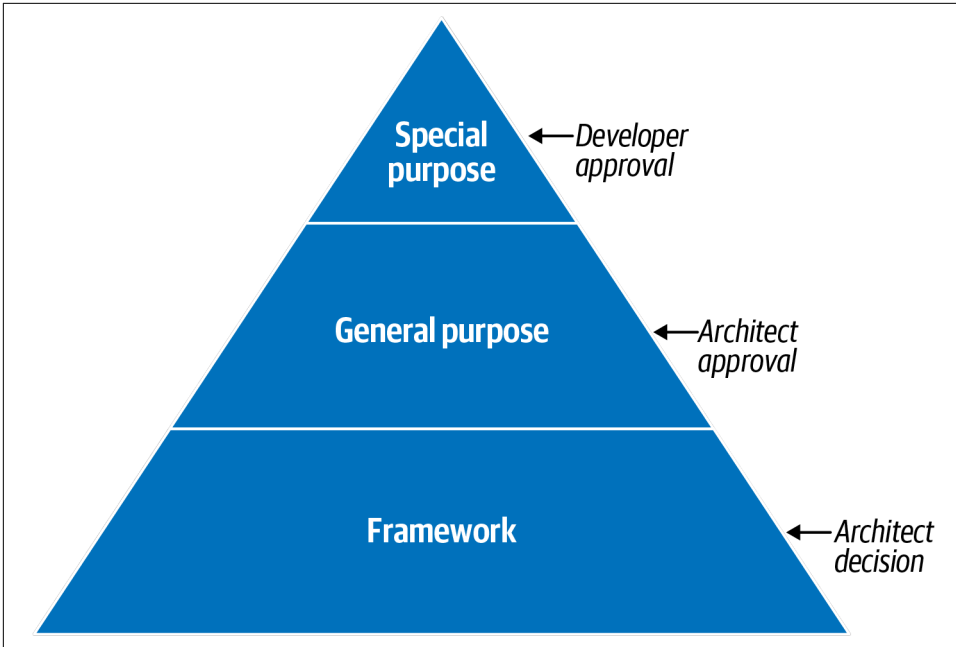 Special
purpose
Developer
approval
General purpose
Architect
approval
Framework
Architect
decision